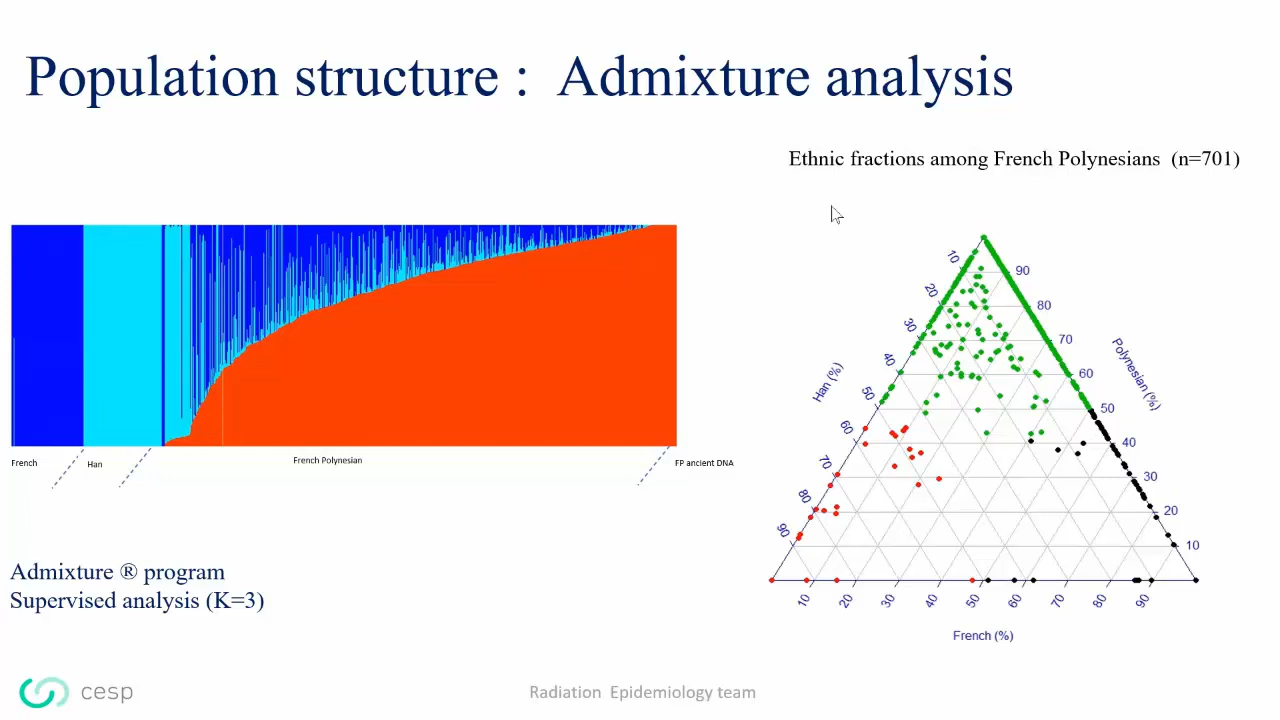 Population structure :  Admixture analysis
Ethnic fractions among French Polynesians  (n=701)
French
Han
French Polynesian
FP ancient DNA
10
20
30
40
50
60
70
80
90
Han (%)
90
80
70
60
50
40
30
20
10
Polynesian (%)
10
20
30
40
50
60
70
80
90
French (%)
Admixture ® program
Supervised analysis (K=3)
cesp
Radiation  Epidemiology team